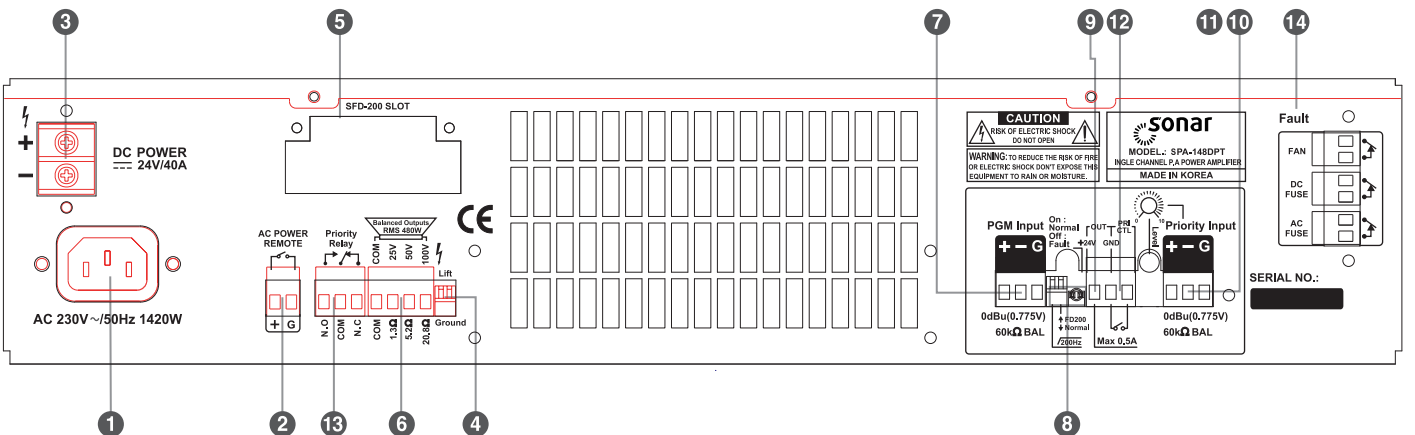 3
5
7
9
12
11
10
14
SFD-200 SLOT
+
−
DC POWER
24V/40A
CAUTION
RISK OF ELECTRIC SHOCK
DO NOT OPEN
WARNING: TO REDUCE THE RISK OF FIRE
OR ELECTRIC SHOCK DON'T EXPOSE THIS
EQUIPMENT TO RAIN OR MOISTURE.
sonar
MODEL.: SPA-148DPT
INGLE CHANNEL P,A POWER AMPLIFIER
MADE IN KOREA
Fault
FAN
DC
FUSE
AC
FUSE
AC 230V～/50Hz 1420W
AC POWER
REMOTE
+ G
Priority
Relay
N.O
COM
N.C
Balanced Outputs
RMS 480W
COM
25V
50V
100V
COM
1.3Ω
5.2Ω
20.8Ω
Lift
Ground
CE
PGM Input
+ − G
0dBu(0.775V)
60kΩ BAL
On :
Normal
Off :
Fault
OUT
+24V
GND
PRI
CTL
0
10
Level
FD200
Normal
/200Hz
Max 0.5A
Priority Input
+ − G
0dBu(0.775V)
60kΩ BAL
SERIAL NO.:
1
2
13
6
4
8